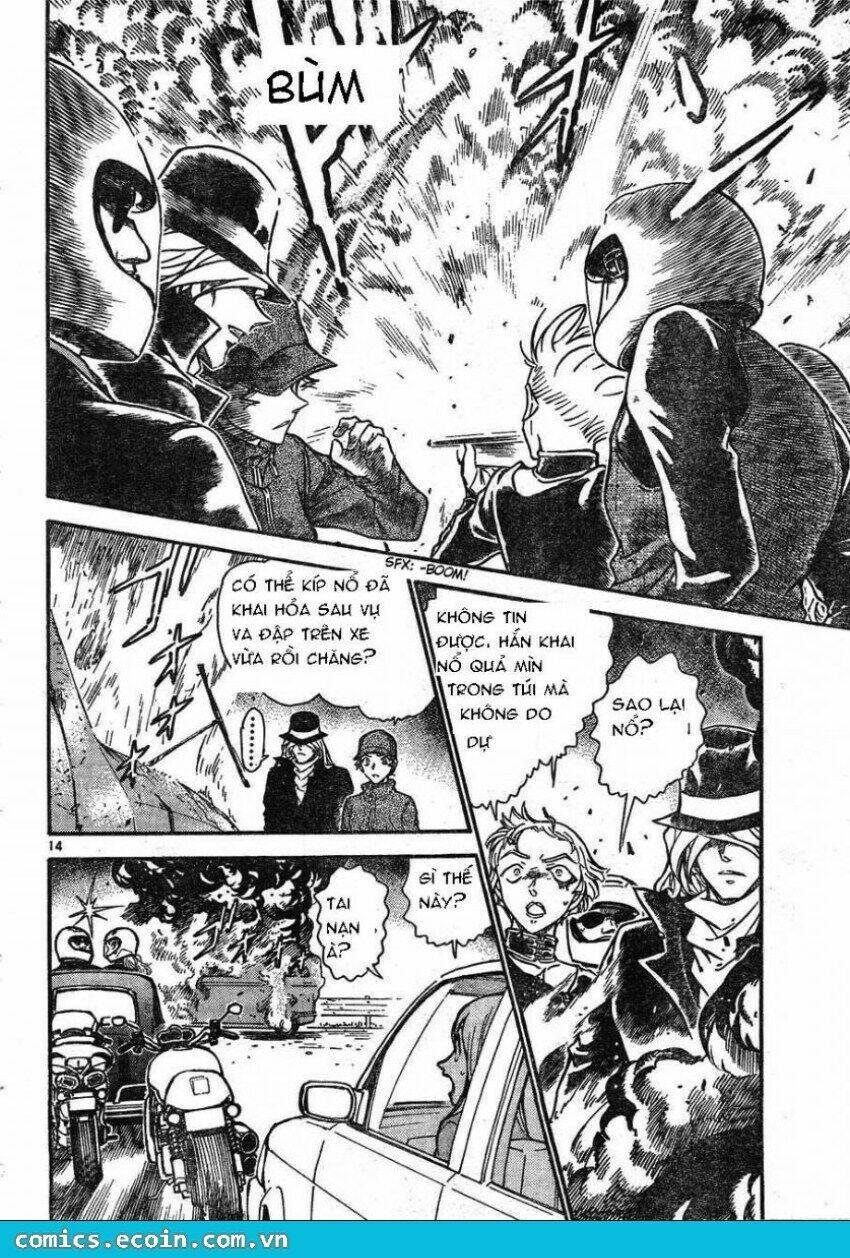 BÙM
SFX: -BOOM!
CÓ THỂ KÍP NỔ ĐÃ
KHAI HỎA SAU VỤ
VA ĐẬP TRÊN XE
VỪA RỒI CHĂNG?
KHÔNG TIN
ĐƯỢC. HẮN KHAI
NỔ QUẢ MÌN
TRONG TÚI MÀ
KHÔNG DO
DỰ
SAO LẠI
NỔ?
14
GÌ THẾ
NÀY?
TAI
NẠN
À?
comics.ecoin.com.vn